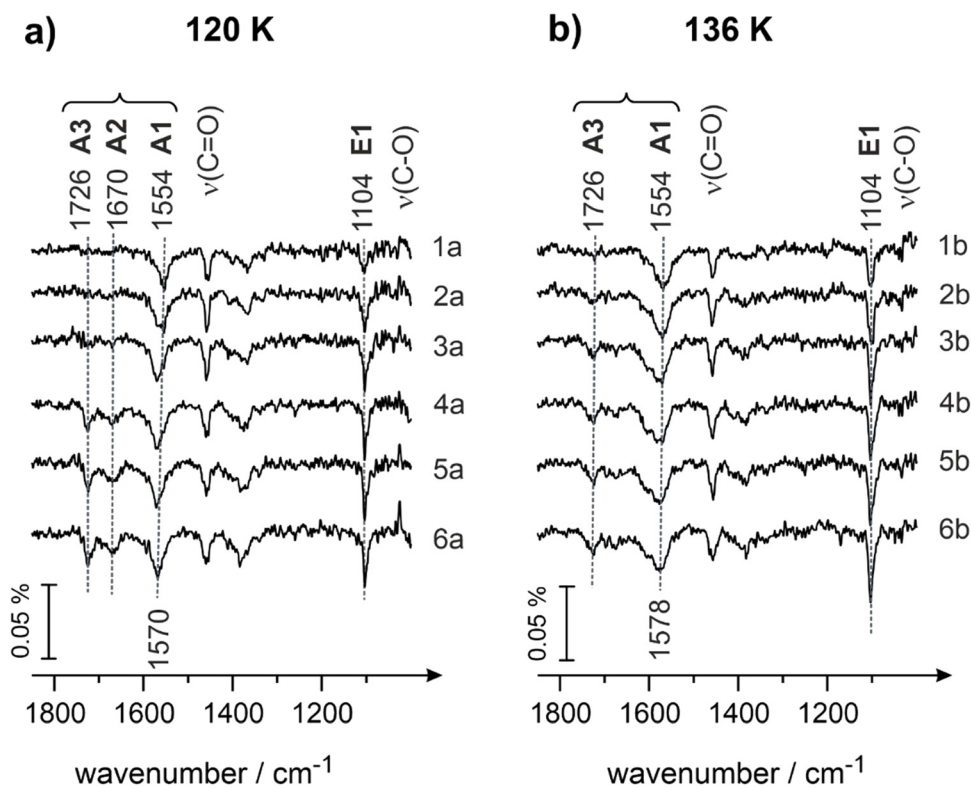 a) 120 K
1726 A3
1670 A2
1554 A1
ν(C=O)
1104 E1
ν(C-O)
1a
2a
3a
4a
5a
6a
0.05 %
1570
1800 1600 1400 1200
wavenumber / cm⁻¹
b) 136 K
1726 A3
1554 A1
ν(C=O)
1104 E1
ν(C-O)
1b
2b
3b
4b
5b
6b
0.05 %
1578
1800 1600 1400 1200
wavenumber / cm⁻¹